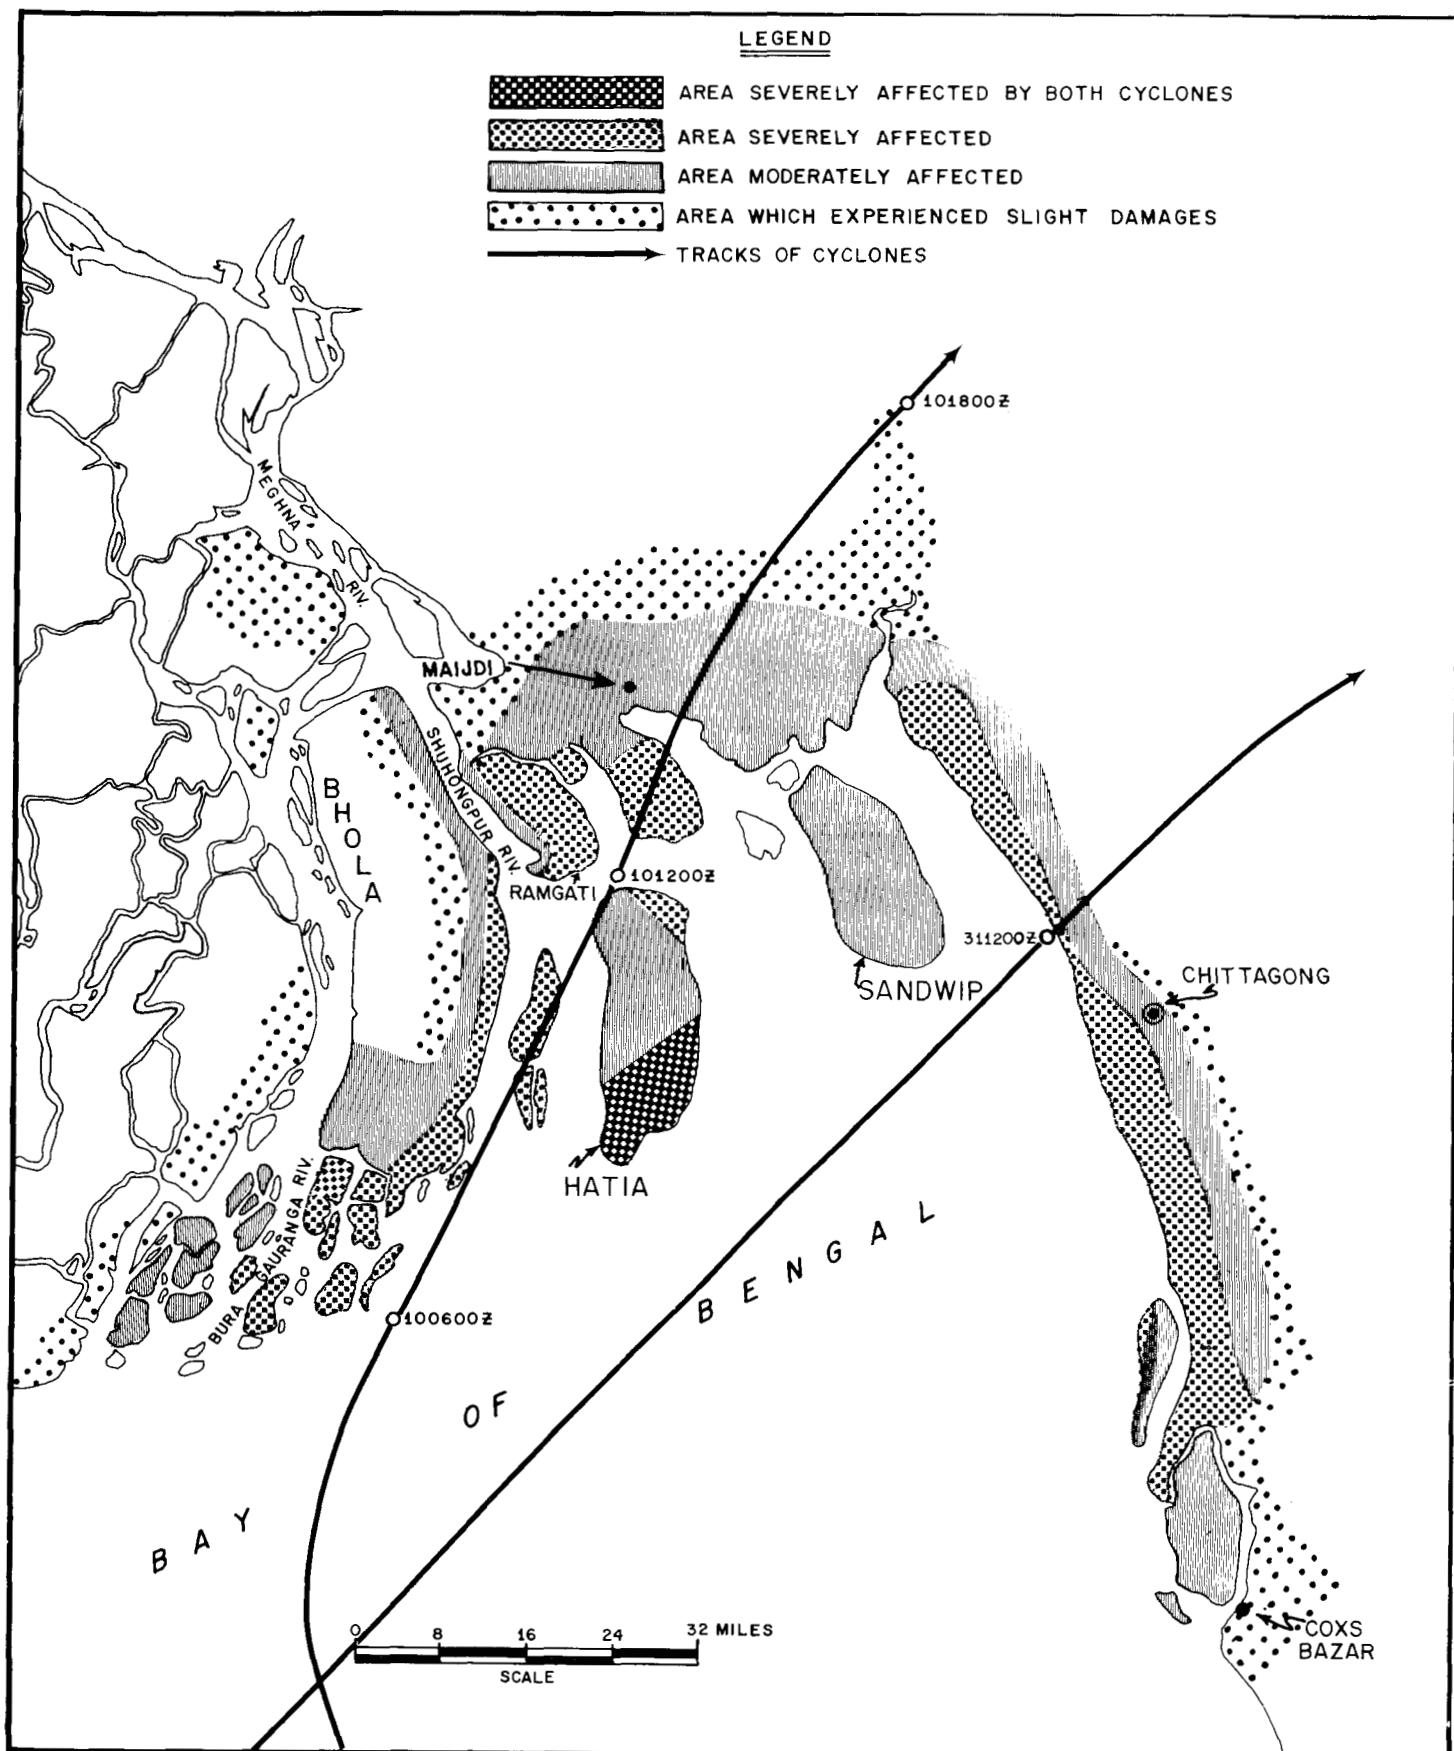 LEGEND
AREA SEVERELY AFFECTED BY BOTH CYCLONES
AREA SEVERELY AFFECTED
AREA MODERATELY AFFECTED
AREA WHICH EXPERIENCED SLIGHT DAMAGES
TRACKS OF CYCLONES
101800Z
MEGHNA RIV.
MAIJDI
SHUHONGPUR RIV.
BHOLA
RAMGATI
101200Z
311200Z
SANDWIP
CHITTAGONG
HATIA
BURA GAURANGA RIV.
100600Z
BAY OF BENGAL
0 8 16 24 32 MILES
SCALE
COXS
BAZAR